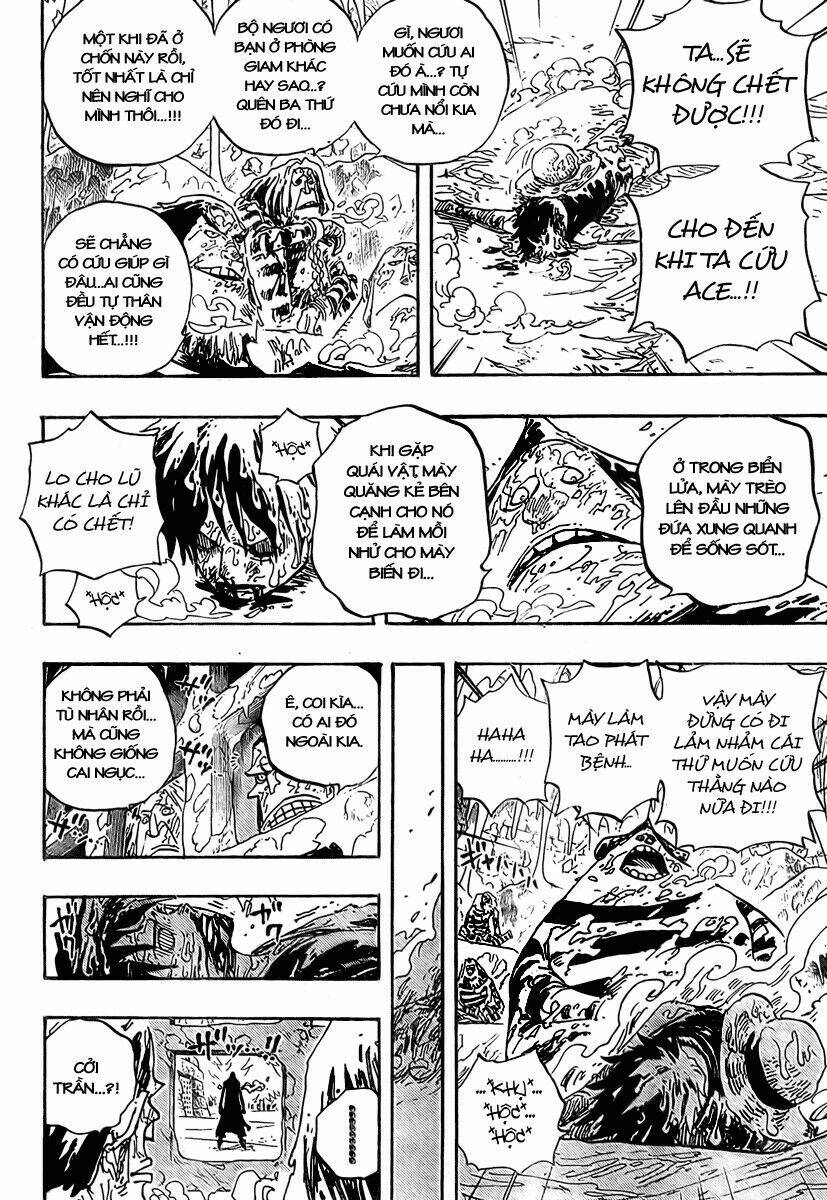 TA...SẼ
KHÔNG CHẾT
ĐƯỢC!!!
CHO ĐẾN
KHI TA CỨU
ACE...!!
GÌ, NGƯƠI
MUỐN CỨU AI
ĐÓ À...? TỰ
CỨU MÌNH CÒN
CHƯA NỔI KIA
MÀ...
BỘ NGƯƠI CÓ
BẠN Ở PHÒNG
GIAM KHÁC
HAY SAO...?
QUÊN BA THỨ
ĐÓ ĐI...
MỘT KHI ĐÃ Ở
CHỐN NÀY RỒI,
TỐT NHẤT LÀ CHỈ
NÊN NGHĨ CHO
MÌNH THÔI...!!!
SẼ CHẲNG
CÓ CỨU GIÚP GÌ
ĐÂU...AI CŨNG
ĐỀU TỰ THÂN
VẬN ĐỘNG
HẾT...!!!
Ở TRONG BIỂN
LỬA, MÀY TRÈO
LÊN ĐẦU NHỮNG
ĐỨA XUNG QUANH
ĐỂ SỐNG SÓT...
KHI GẶP
QUÁI VẬT, MÀY
QUĂNG KẺ BÊN
CẠNH CHO NÓ
ĐỂ LÀM MỒI
NHỬ CHO MÀY
BIẾN ĐI...
*HỘC*
LO CHO LŨ
KHÁC LÀ CHỈ
CÓ CHẾT!
*HỘC*
VẬY MÀY
ĐỪNG CÓ ĐI
LẢM NHẢM CÁI
THỨ MUỐN CỨU
THẰNG NÀO
NỮA ĐI!!!
MÀY LÀM
TAO PHÁT
BỆNH...
HAHA
HA.........!!!
...*KHỤ*
*HỘC*...
*HỘC*
Ê, COI KÌA...
CÓ AI ĐÓ
NGOÀI KIA.
KHÔNG PHẢI
TÙ NHÂN RỒI...
MÀ CŨNG
KHÔNG GIỐNG
CAI NGỤC...
CỞI
TRẦN...?!